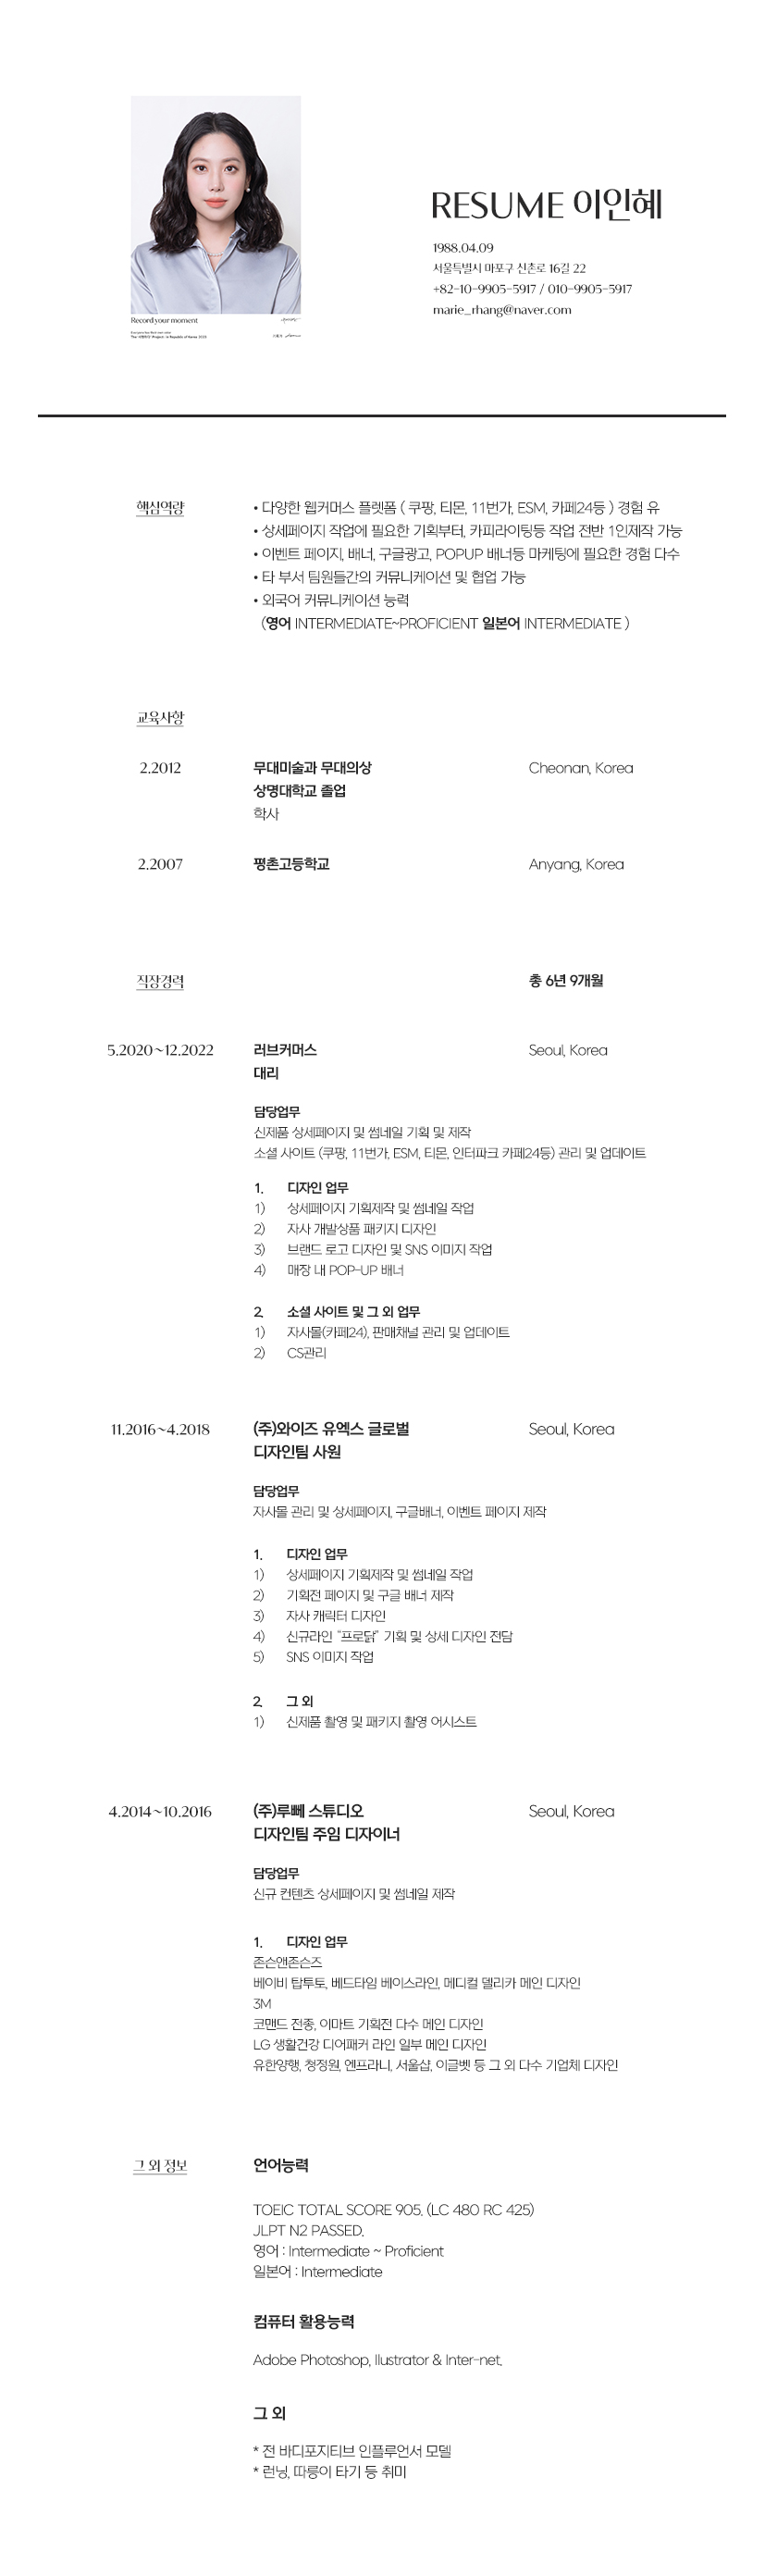 RESUME 이인혜
1988.04.09
서울특별시 마포구 신촌로 16길 22
+82-10-9905-5917 / 010-9905-5917
marie_rhang@naver.com
Record your moment
핵심역량
• 다양한 웹커머스 플렛폼 ( 쿠팡, 티몬, 11번가, ESM, 카페24등 ) 경험 유
• 상세페이지 작업에 필요한 기획부터, 카피라이팅등 작업 전반 1인제작 가능
• 이벤트 페이지, 배너, 구글광고, POPUP 배너등 마케팅에 필요한 경험 다수
• 타 부서 팀원들간의 커뮤니케이션 및 협업 가능
• 외국어 커뮤니케이션 능력
(영어 INTERMEDIATE~PROFICIENT 일본어 INTERMEDIATE )
교육사항
2.2012 무대미술과 무대의상 Cheonan, Korea
상명대학교 졸업
학사
2.2007 평촌고등학교 Anyang, Korea
직장경력 총 6년 9개월
5.2020~12.2022 러브커머스 Seoul, Korea
대리
담당업무
신제품 상세페이지 및 썸네일 기획 및 제작
소셜 사이트 (쿠팡, 11번가, ESM, 티몬, 인터파크 카페24등) 관리 및 업데이트
1. 디자인 업무
1) 상세페이지 기획제작 및 썸네일 작업
2) 자사 개발상품 패키지 디자인
3) 브랜드 로고 디자인 및 SNS 이미지 작업
4) 매장 내 POP-UP 배너
2. 소셜 사이트 및 그 외 업무
1) 자사몰(카페24), 판매채널 관리 및 업데이트
2) CS관리
11.2016~4.2018 (주)와이즈 유엑스 글로벌 Seoul, Korea
디자인팀 사원
담당업무
자사몰 관리 및 상세페이지, 구글배너, 이벤트 페이지 제작
1. 디자인 업무
1) 상세페이지 기획제작 및 썸네일 작업
2) 기획전 페이지 및 구글 배너 제작
3) 자사 캐릭터 디자인
4) 신규라인 "프로닭" 기획 및 상세 디자인 전담
5) SNS 이미지 작업
2. 그 외
1) 신제품 촬영 및 패키지 촬영 어시스트
4.2014~10.2016 (주)루뻬 스튜디오 Seoul, Korea
디자인팀 주임 디자이너
담당업무
신규 컨텐츠 상세페이지 및 썸네일 제작
1. 디자인 업무
존슨앤존슨즈
베이비 탑투토, 베드타임 베이스라인, 메디컬 델리카 메인 디자인
3M
코맨드 전종, 이마트 기획전 다수 메인 디자인
LG 생활건강 디어패커 라인 일부 메인 디자인
유한양행, 청정원, 엔프라니, 서울샵, 이글벳 등 그 외 다수 기업체 디자인
그 외 정보 언어능력
TOEIC TOTAL SCORE 905. (LC 480 RC 425)
JLPT N2 PASSED.
영어 : Intermediate ~ Proficient
일본어 : Intermediate
컴퓨터 활용능력
Adobe Photoshop, Ilustrator & Inter-net.
그 외
* 전 바디포지티브 인플루언서 모델
* 런닝, 따릉이 타기 등 취미